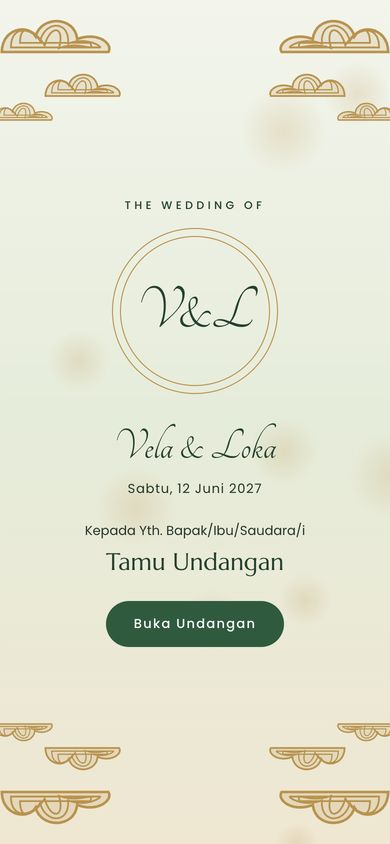 THE WEDDING OF
V&L
Vela & Loka
Sabtu, 12 Juni 2027
Kepada Yth. Bapak/Ibu/Saudara/i
Tamu Undangan
Buka Undangan